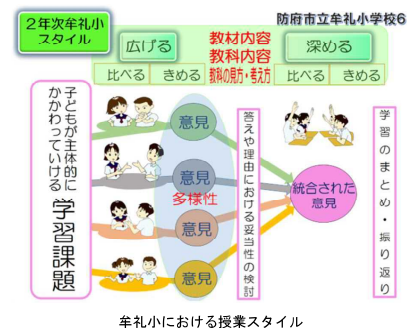 防府市立牟礼小学校6
2年次牟礼小
スタイル
広げる
比べる
きめる
教材内容
教科内容
教科の見方・考え方
深める
比べる
きめる
子どもが主体的に
かかわっていける
学習課題
意見
意見
多様性
意見
意見
答えや理由における妥当性の検討
統合された
意見
学習のまとめ・振り返り
牟礼小における授業スタイル